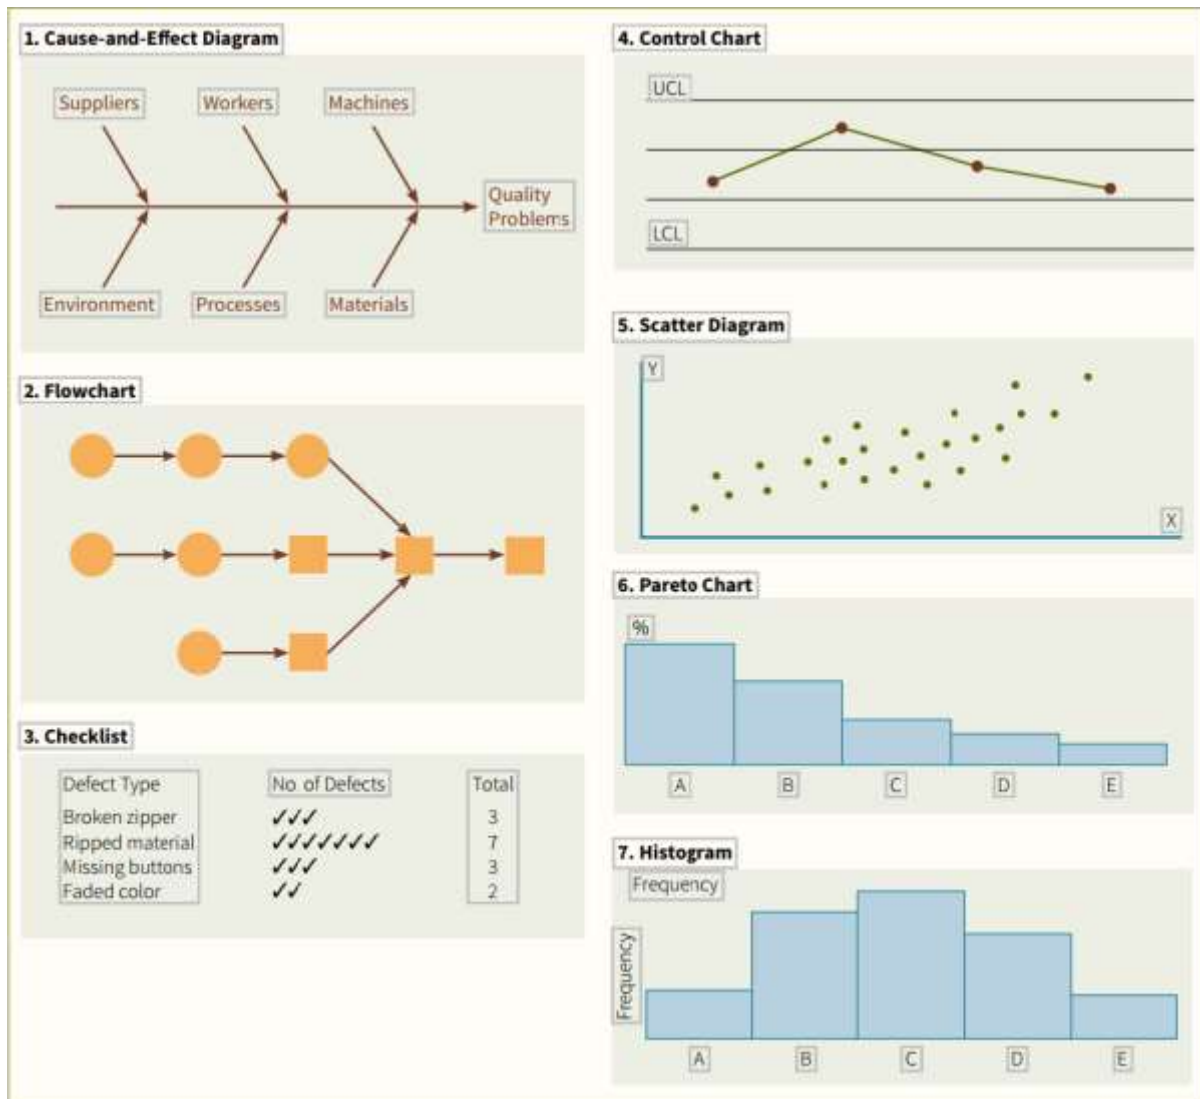 1. Cause-and-Effect Diagram
Suppliers
Workers
Machines
Quality
Problems
Environment
Processes
Materials
2. Flowchart
3. Checklist
Defect Type
No of Defects
Total
Broken zipper
✓✓✓
3
Ripped material
✓✓✓✓✓✓✓
7
Missing buttons
✓✓✓
3
Faded color
✓✓
2
4. Control Chart
UCL
LCL
5. Scatter Diagram
Y
X
6. Pareto Chart
%
A
B
C
D
E
7. Histogram
Frequency
Frequency
A
B
C
D
E